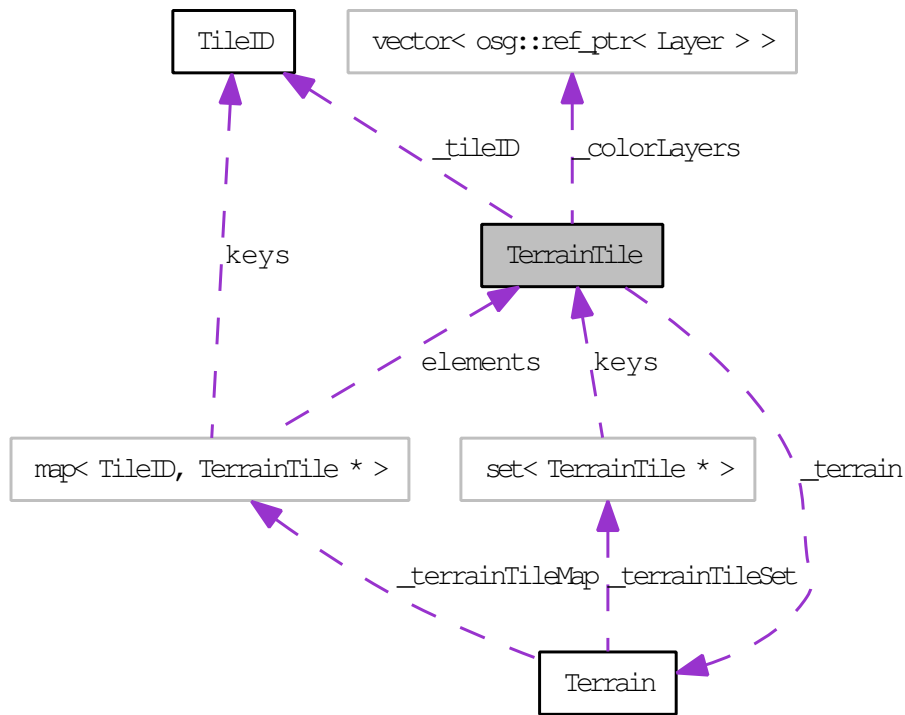 TileID
vector< osg::ref_ptr< Layer > >
_tileID
_colorLayers
TerrainTile
keys
elements
keys
map< TileID, TerrainTile * >
set< TerrainTile * >
_terrain
_terrainTileMap
_terrainTileSet
Terrain